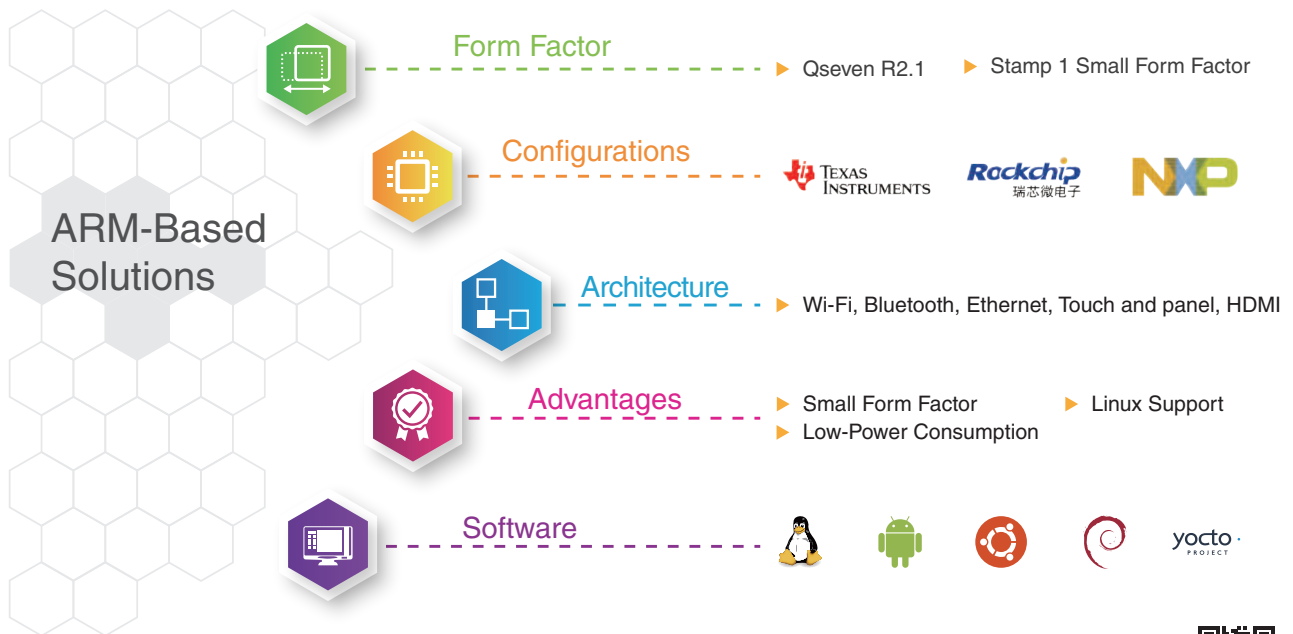 Form Factor
Qseven R2.1
Stamp 1 Small Form Factor
Configurations
TEXAS
INSTRUMENTS
Rockchip
瑞芯微电子
NXP
ARM-Based
Solutions
Architecture
Wi-Fi, Bluetooth, Ethernet, Touch and panel, HDMI
Advantages
Small Form Factor
Linux Support
Low-Power Consumption
Software
yocto
PROJECT